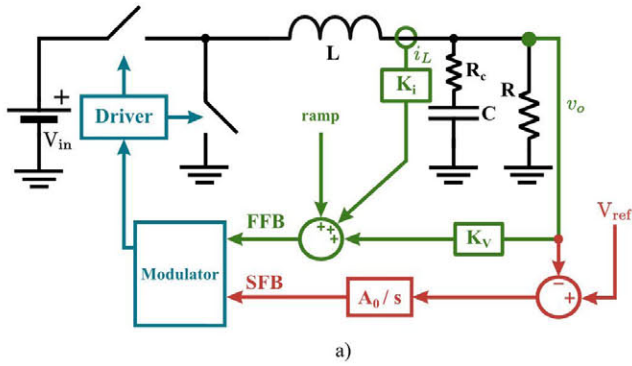 L
i_L
R_c
R
K_i
C
v_o
+
V_in
Driver
ramp
+
+
+
FFB
K_V
V_ref
Modulator
SFB
A_0 / s
−
+
a)